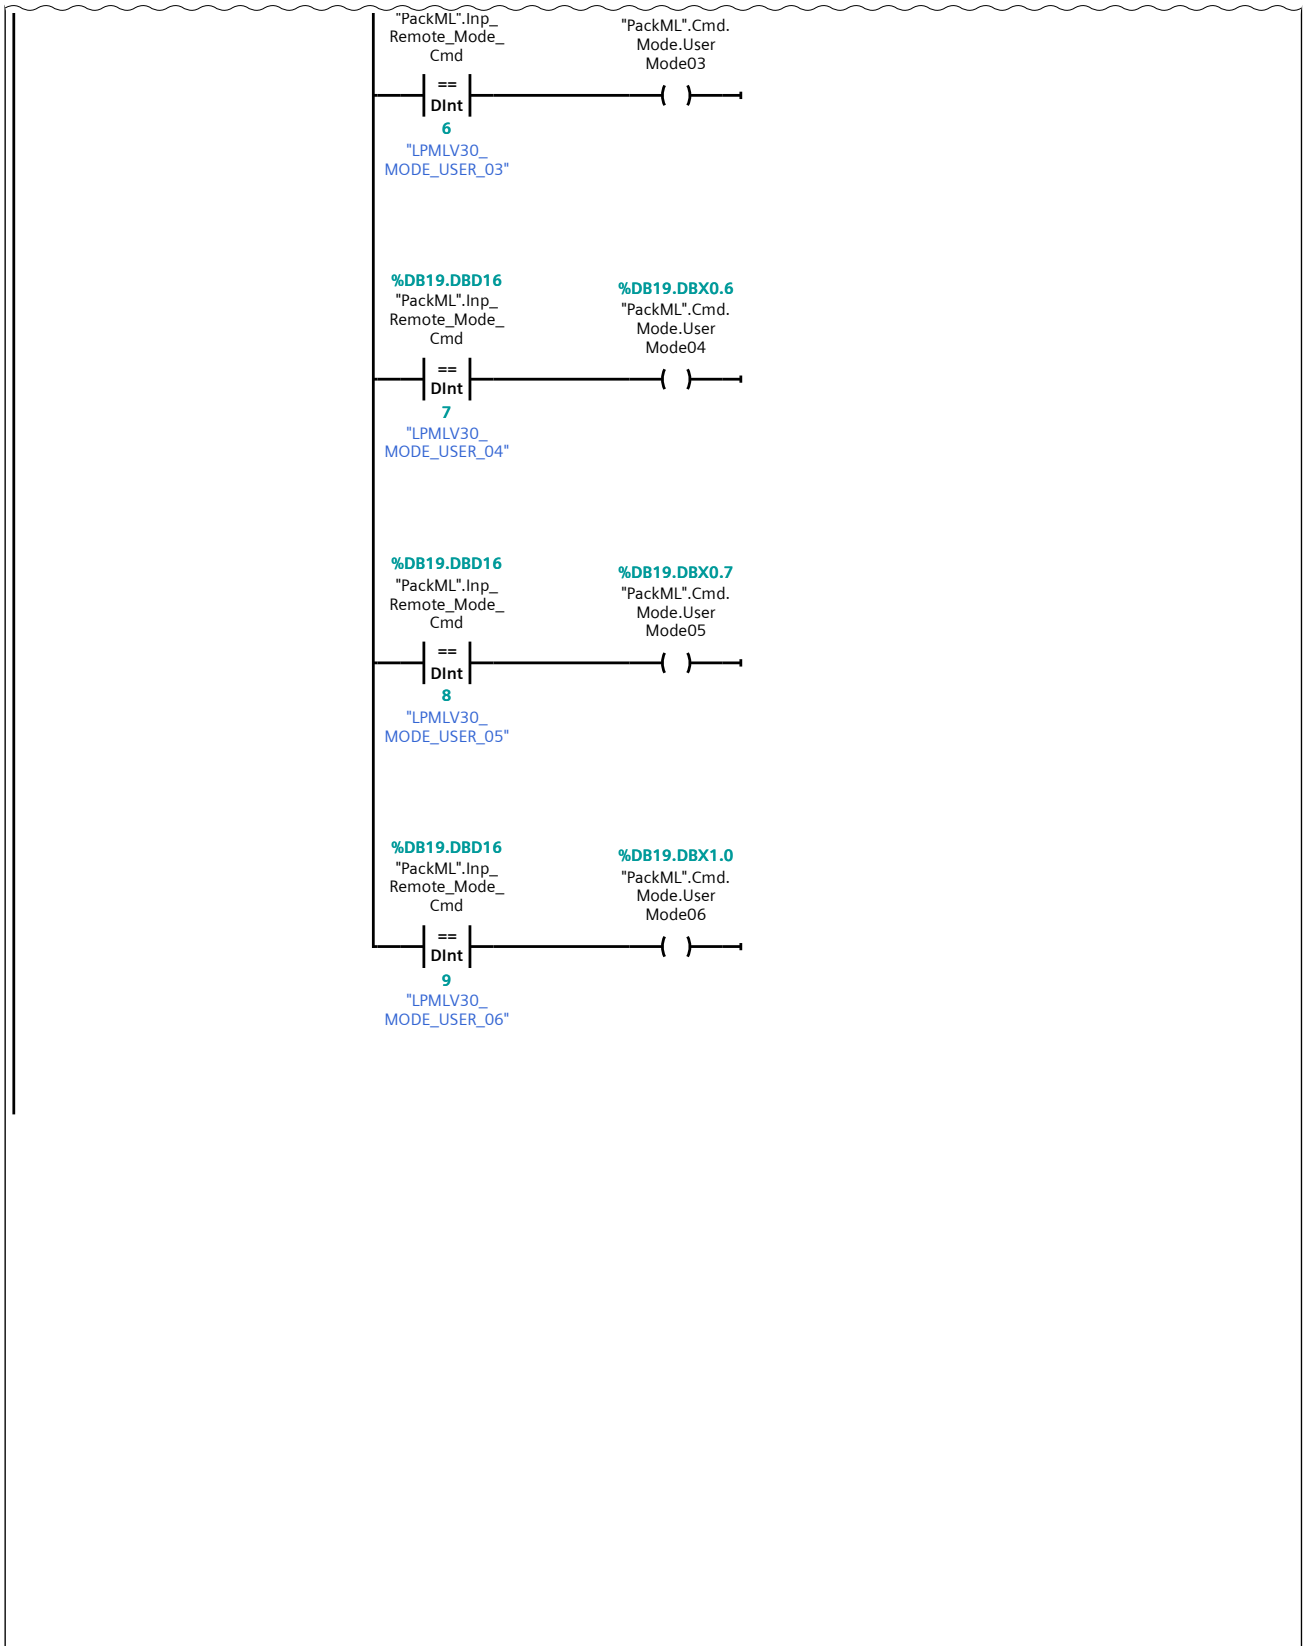 "PackML".Inp_
Remote_Mode_
Cmd
"PackML".Cmd.
Mode.User
Mode03
==
DInt
6
"LPMLV30_
MODE_USER_03"
%DB19.DBD16
"PackML".Inp_
Remote_Mode_
Cmd
%DB19.DBX0.6
"PackML".Cmd.
Mode.User
Mode04
==
DInt
7
"LPMLV30_
MODE_USER_04"
%DB19.DBD16
"PackML".Inp_
Remote_Mode_
Cmd
%DB19.DBX0.7
"PackML".Cmd.
Mode.User
Mode05
==
DInt
8
"LPMLV30_
MODE_USER_05"
%DB19.DBD16
"PackML".Inp_
Remote_Mode_
Cmd
%DB19.DBX1.0
"PackML".Cmd.
Mode.User
Mode06
==
DInt
9
"LPMLV30_
MODE_USER_06"